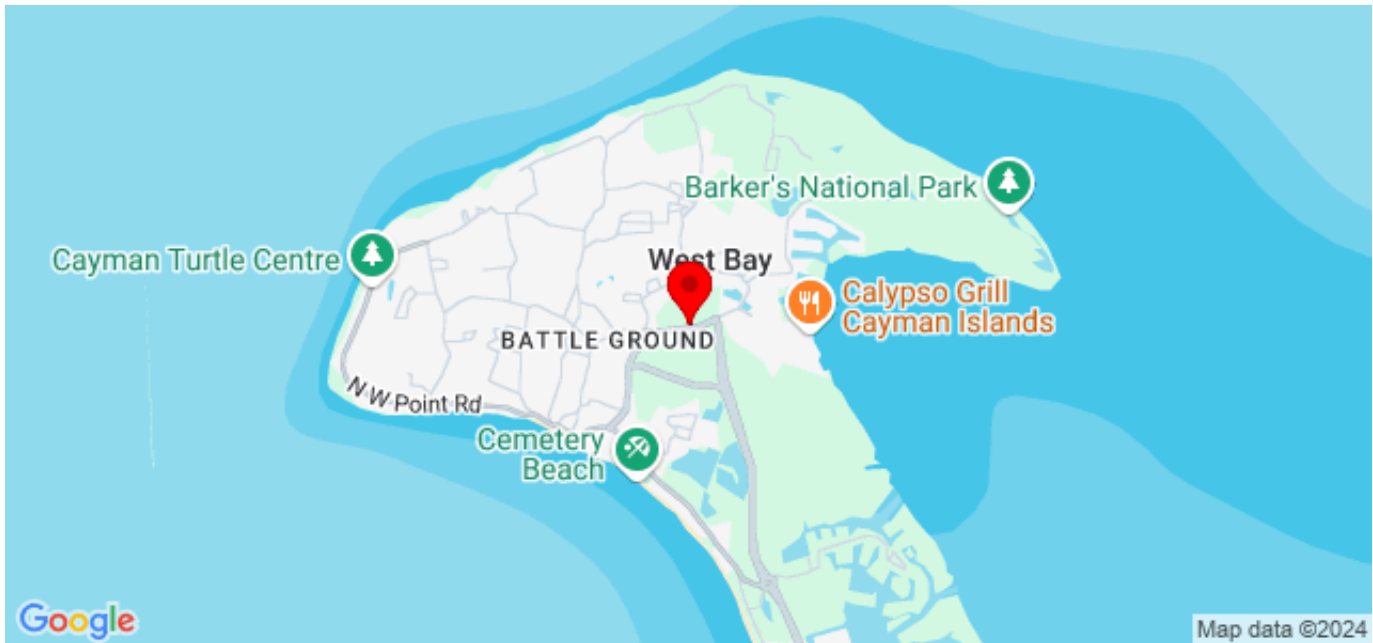 Barker's National Park
Cayman Turtle Centre
West Bay
Calypso Grill
Cayman Islands
BATTLE GROUND
N W Point Rd
Cemetery
Beach
Google
Map data ©2024